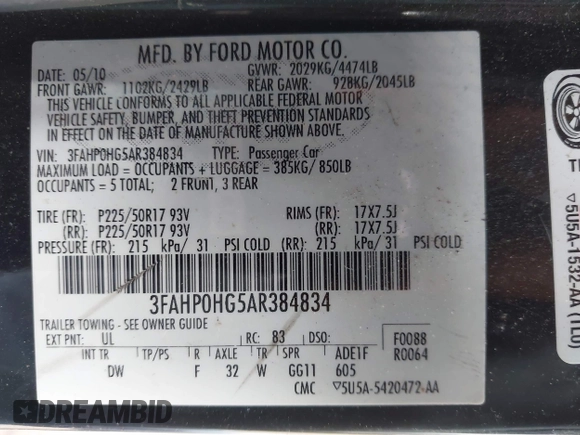 MFD. BY FORD MOTOR CO.
DATE: 05/10 GVWR: 2029KG/4474LB
FRONT GAWR: 1102KG/2429LB REAR GAWR: 928KG/2045LB
THIS VEHICLE CONFORMS TO ALL APPLICABLE FEDERAL MOTOR
VEHICLE SAFETY, BUMPER, AND THEFT PREVENTION STANDARDS
IN EFFECT ON THE DATE OF MANUFACTURE SHOWN ABOVE.
VIN: 3FAHP0HG5AR384834 TYPE: Passenger Car
MAXIMUM LOAD = OCCUPANTS + LUGGAGE = 385KG/ 850LB
OCCUPANTS = 5 TOTAL; 2 FRUN1, 3 REAR
TIRE (FR): P225/50R17 93V RIMS (FR): 17X7.5J
(RR): P225/50R17 93V (RR): 17X7.5J
PRESSURE (FR): 215 kPa/ 31 PSI COLD (RR): 215 kPa/ 31 PSI COLD
3FAHP0HG5AR384834
TRAILER TOWING - SEE OWNER GUIDE
EXT PNT: UL RC: 83 DSO: F0088
INT TR TP/PS R AXLE TR SPR ADE1F R0064
DW F 32 W GG11 605
CMC ▽5U5A-5420472-AA
▽5U5A-1532-AA (TL0)
DREAMBID